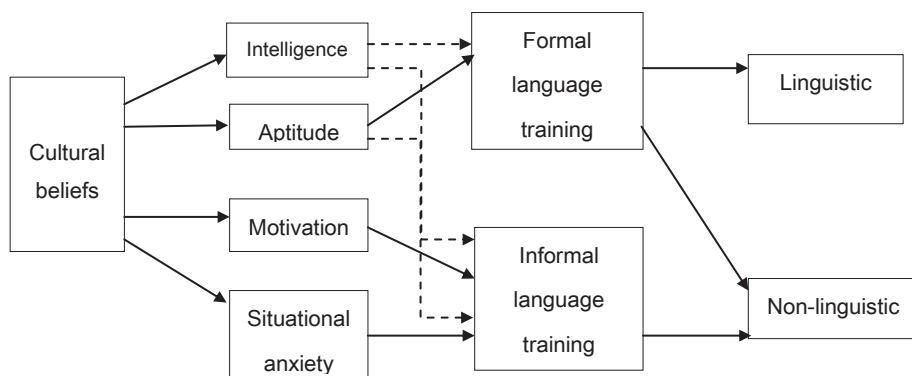 Cultural
beliefs
Intelligence
Aptitude
Motivation
Situational
anxiety
Formal
language
training
Informal
language
training
Linguistic
Non-linguistic